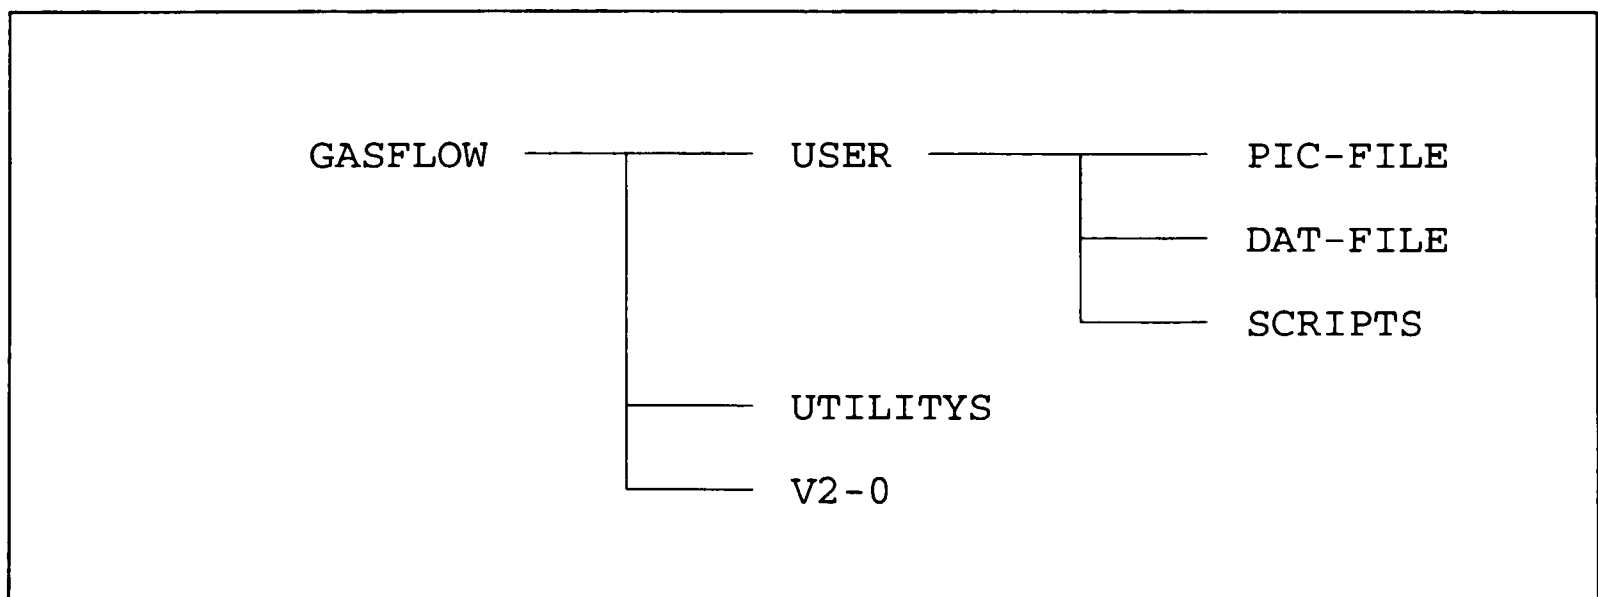 GASFLOW USER PIC-FILE
DAT-FILE
SCRIPTS
UTILITYS
V2-0